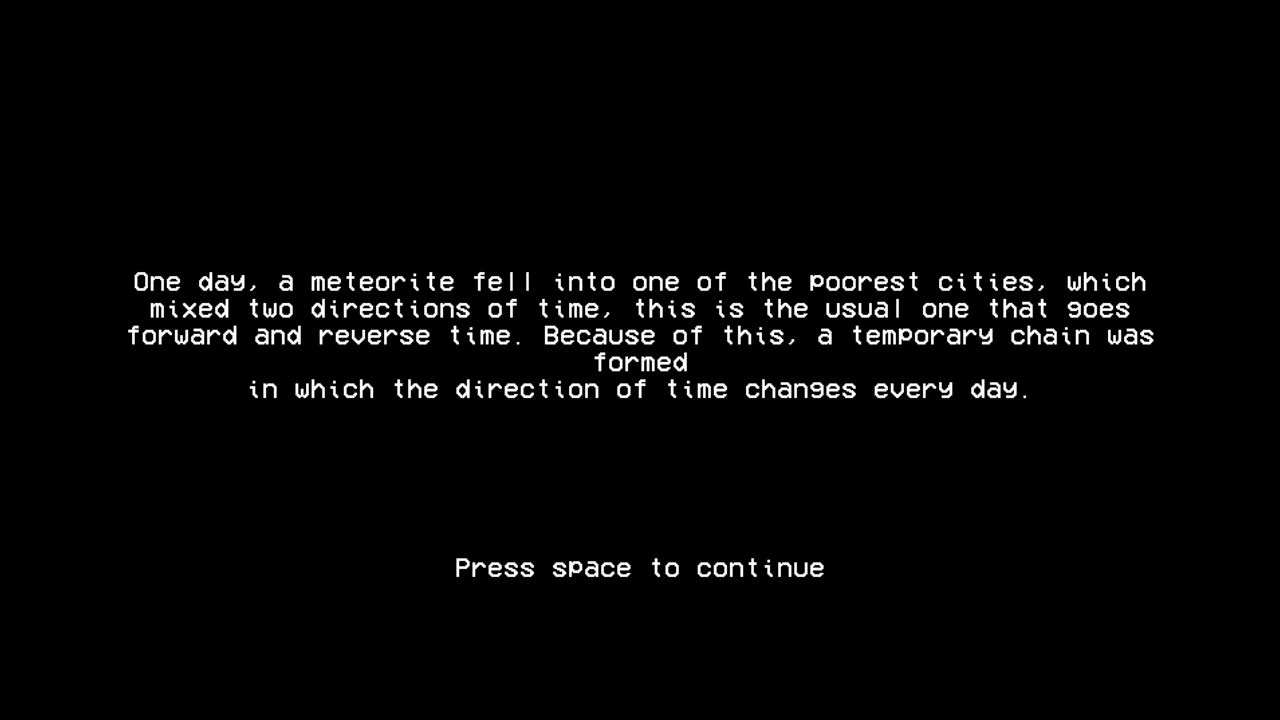 One day, a meteorite fell into one of the poorest cities, which
mixed two directions of time, this is the usual one that goes
forward and reverse time. Because of this, a temporary chain was
formed
in which the direction of time changes every day.
Press space to continue